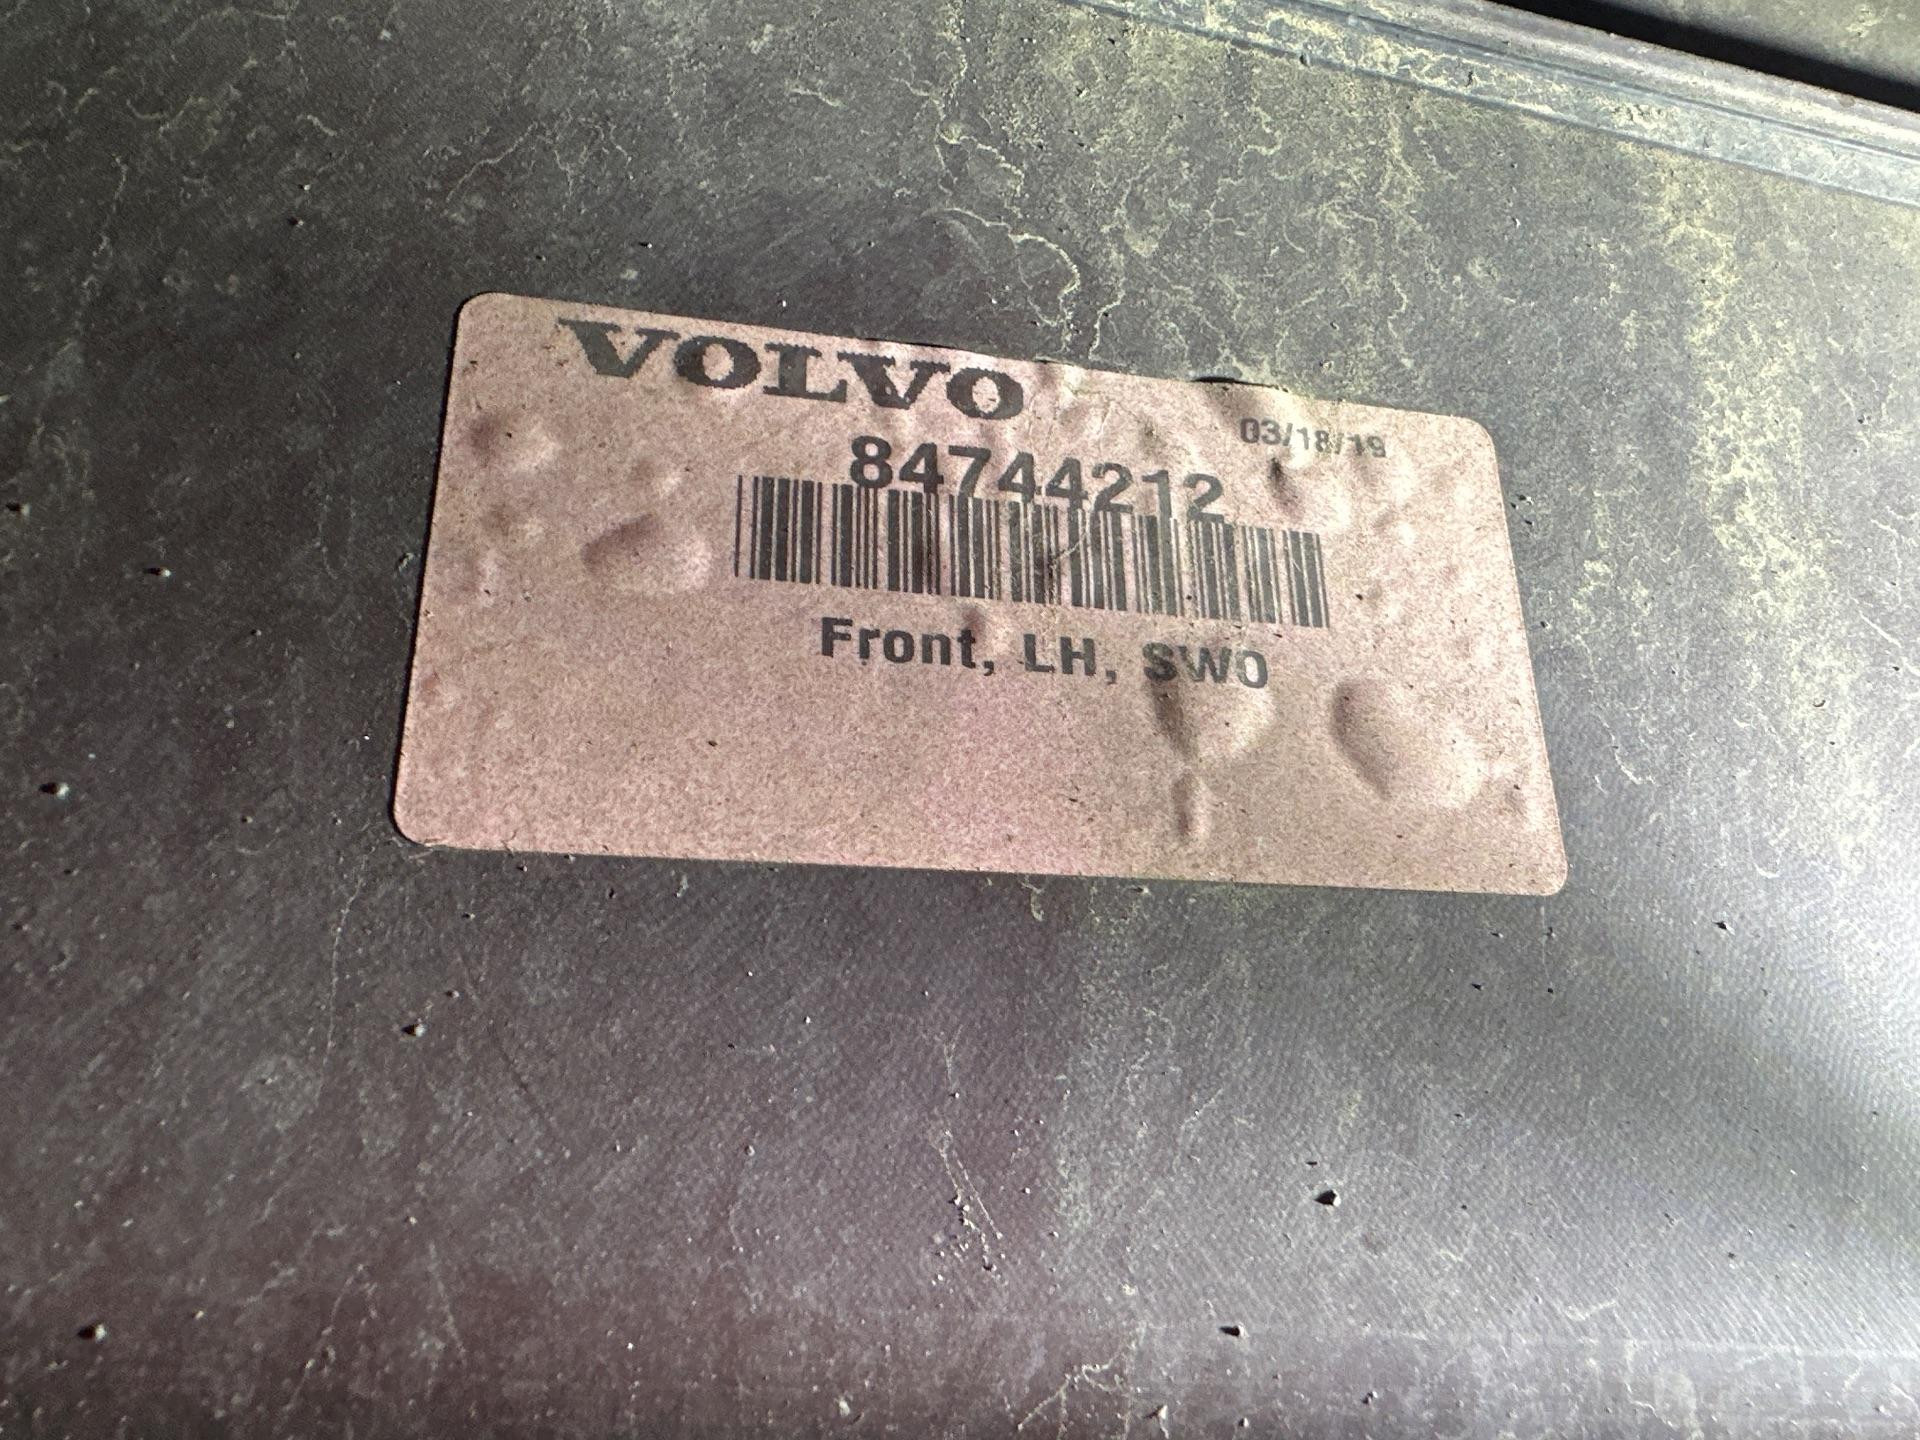 VOLVO
03/18/19
84744212
Front, LH, SWO